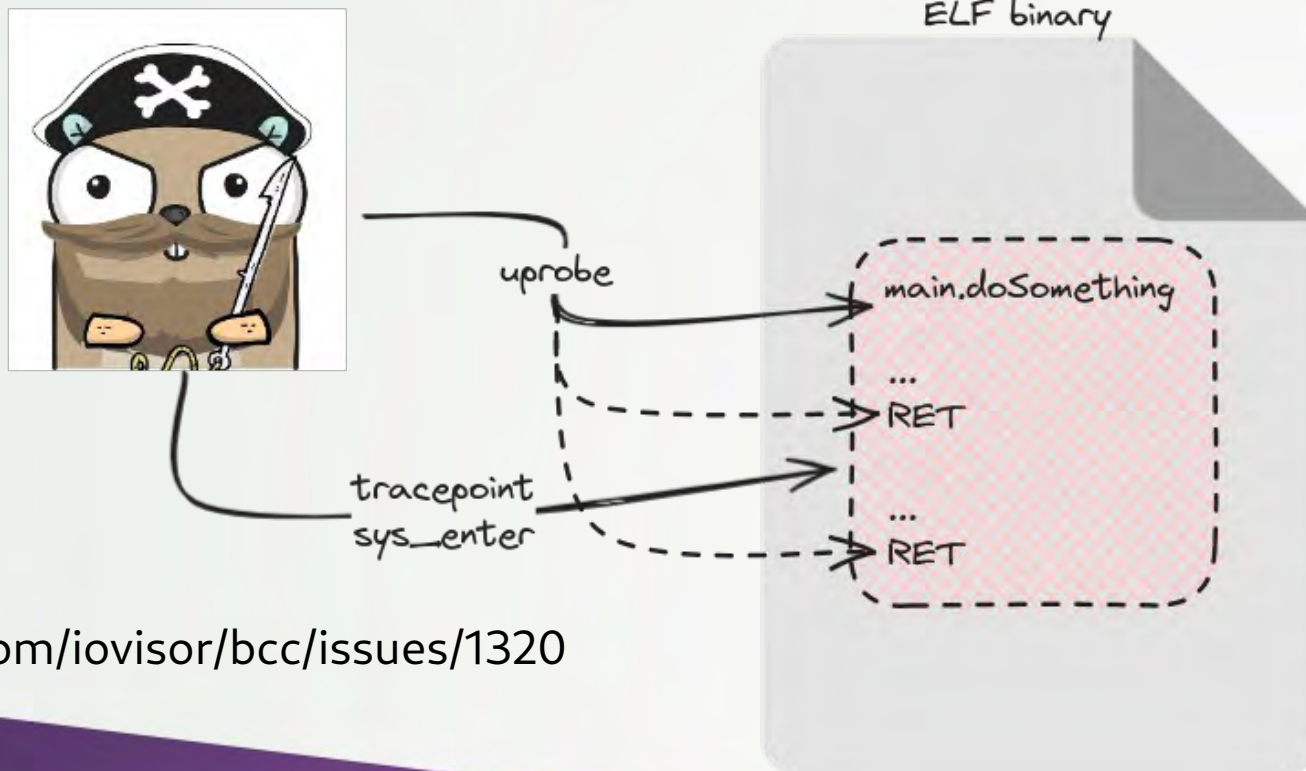 ELF binary
uprobe
main.doSomething
...
RET
tracepoint
sys_enter
...
RET
om/iovisor/bcc/issues/1320